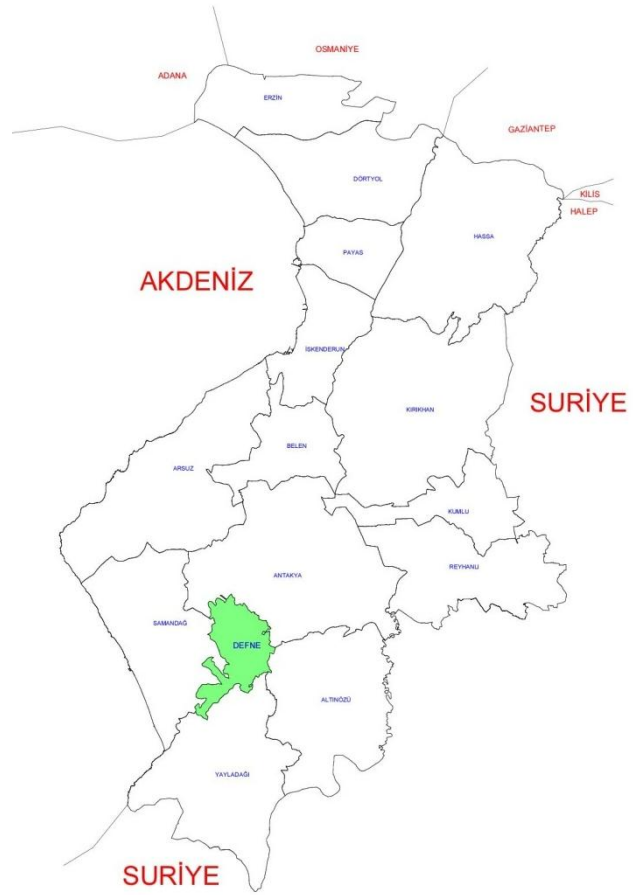 OSMANİYE
ADANA
ERZİN
GAZİANTEP
DÖRTYOL
KİLİS
HALEP
HASSA
PAYAS
AKDENİZ
İSKENDERUN
SURİYE
KIRIKHAN
BELEN
ARSUZ
KUMLU
REYHANLI
ANTAKYA
SAMANDAĞ
DEFNE
ALTINÖZÜ
YAYLADAĞI
SURİYE